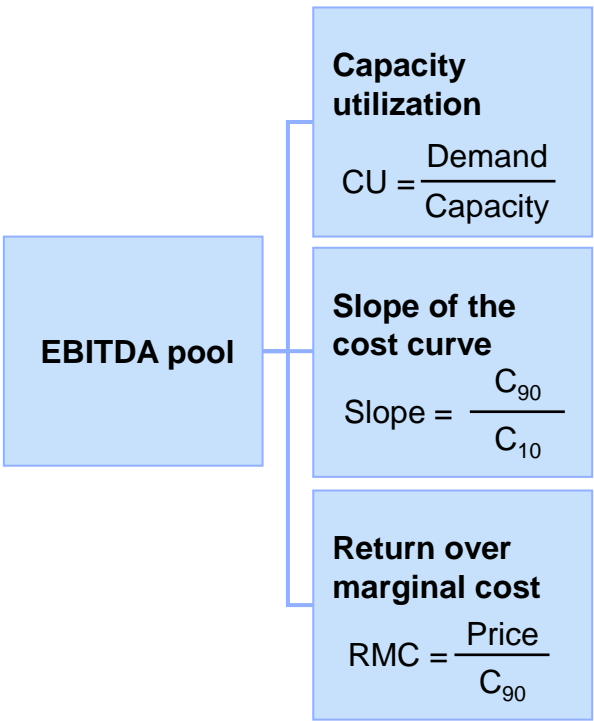 EBITDA pool
Capacity
utilization
CU = Demand
Capacity
Slope of the
cost curve
Slope = C₉₀
C₁₀
Return over
marginal cost
RMC = Price
C₉₀